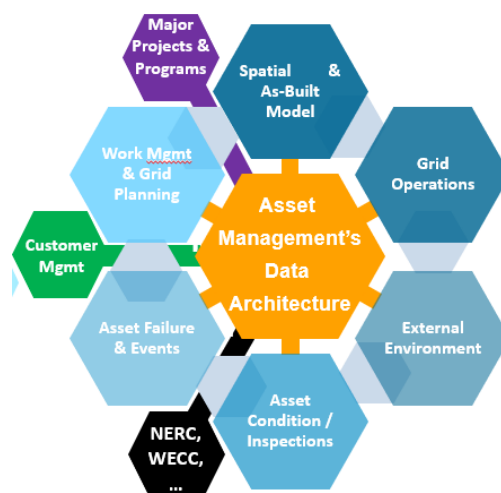 Major
Projects &
Programs
Spatial &
As-Built
Model
Work Mgmt
& Grid
Planning
Grid
Operations
Asset
Management's
Data
Architecture
Customer
Mgmt
Asset Failure
& Events
External
Environment
Asset
Condition /
Inspections
NERC,
WECC,
...